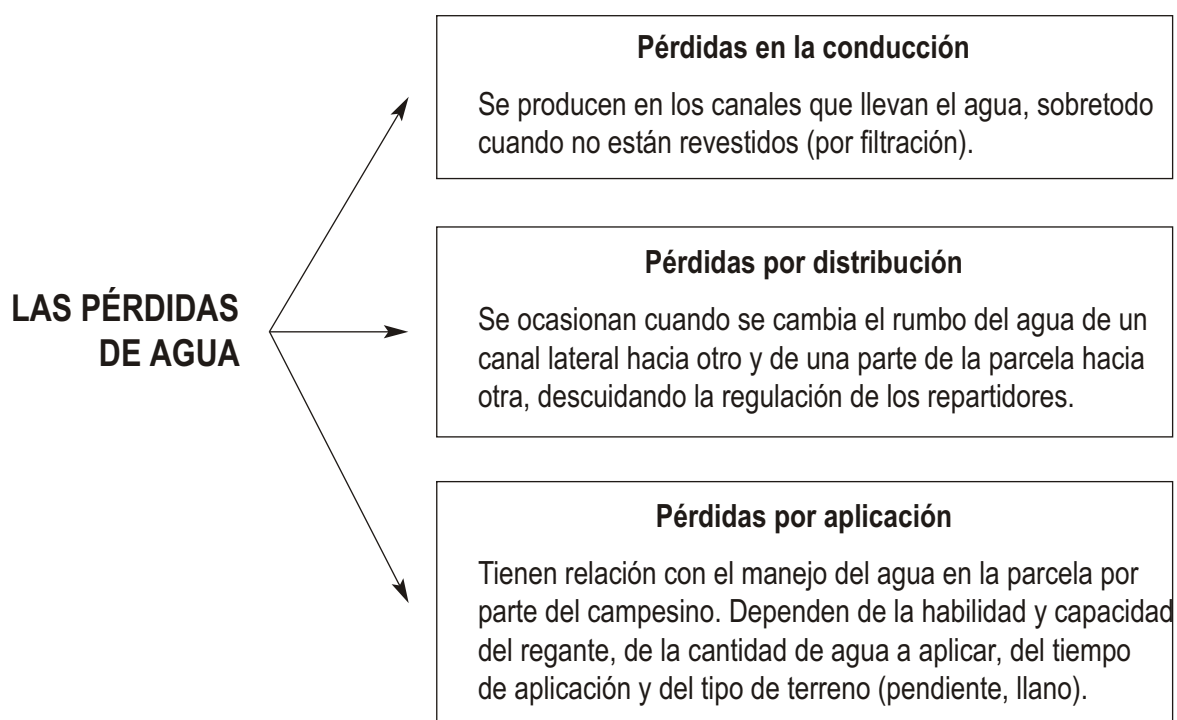 LAS PÉRDIDAS
DE AGUA
Pérdidas en la conducción
Se producen en los canales que llevan el agua, sobretodo
cuando no están revestidos (por filtración).
Pérdidas por distribución
Se ocasionan cuando se cambia el rumbo del agua de un
canal lateral hacia otro y de una parte de la parcela hacia
otra, descuidando la regulación de los repartidores.
Pérdidas por aplicación
Tienen relación con el manejo del agua en la parcela por
parte del campesino. Dependen de la habilidad y capacidad
del regante, de la cantidad de agua a aplicar, del tiempo
de aplicación y del tipo de terreno (pendiente, llano).